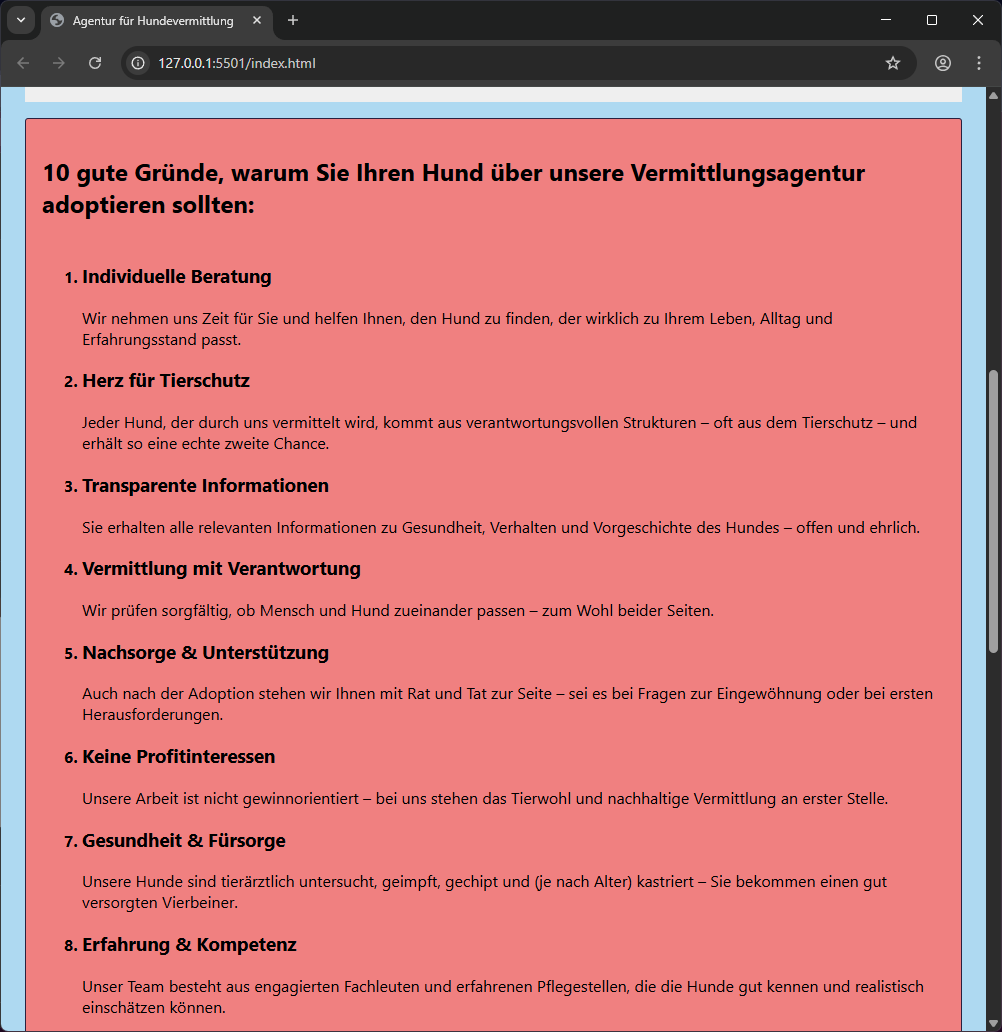 Agentur für Hundevermittlung
127.0.0.1:5501/index.html
10 gute Gründe, warum Sie Ihren Hund über unsere Vermittlungsagentur
adoptieren sollten:
1. Individuelle Beratung
Wir nehmen uns Zeit für Sie und helfen Ihnen, den Hund zu finden, der wirklich zu Ihrem Leben, Alltag und
Erfahrungsstand passt.
2. Herz für Tierschutz
Jeder Hund, der durch uns vermittelt wird, kommt aus verantwortungsvollen Strukturen – oft aus dem Tierschutz – und
erhält so eine echte zweite Chance.
3. Transparente Informationen
Sie erhalten alle relevanten Informationen zu Gesundheit, Verhalten und Vorgeschichte des Hundes – offen und ehrlich.
4. Vermittlung mit Verantwortung
Wir prüfen sorgfältig, ob Mensch und Hund zueinander passen – zum Wohl beider Seiten.
5. Nachsorge & Unterstützung
Auch nach der Adoption stehen wir Ihnen mit Rat und Tat zur Seite – sei es bei Fragen zur Eingewöhnung oder bei ersten
Herausforderungen.
6. Keine Profitinteressen
Unsere Arbeit ist nicht gewinnorientiert – bei uns stehen das Tierwohl und nachhaltige Vermittlung an erster Stelle.
7. Gesundheit & Fürsorge
Unsere Hunde sind tierärztlich untersucht, geimpft, gechipt und (je nach Alter) kastriert – Sie bekommen einen gut
versorgten Vierbeiner.
8. Erfahrung & Kompetenz
Unser Team besteht aus engagierten Fachleuten und erfahrenen Pflegestellen, die die Hunde gut kennen und realistisch
einschätzen können.